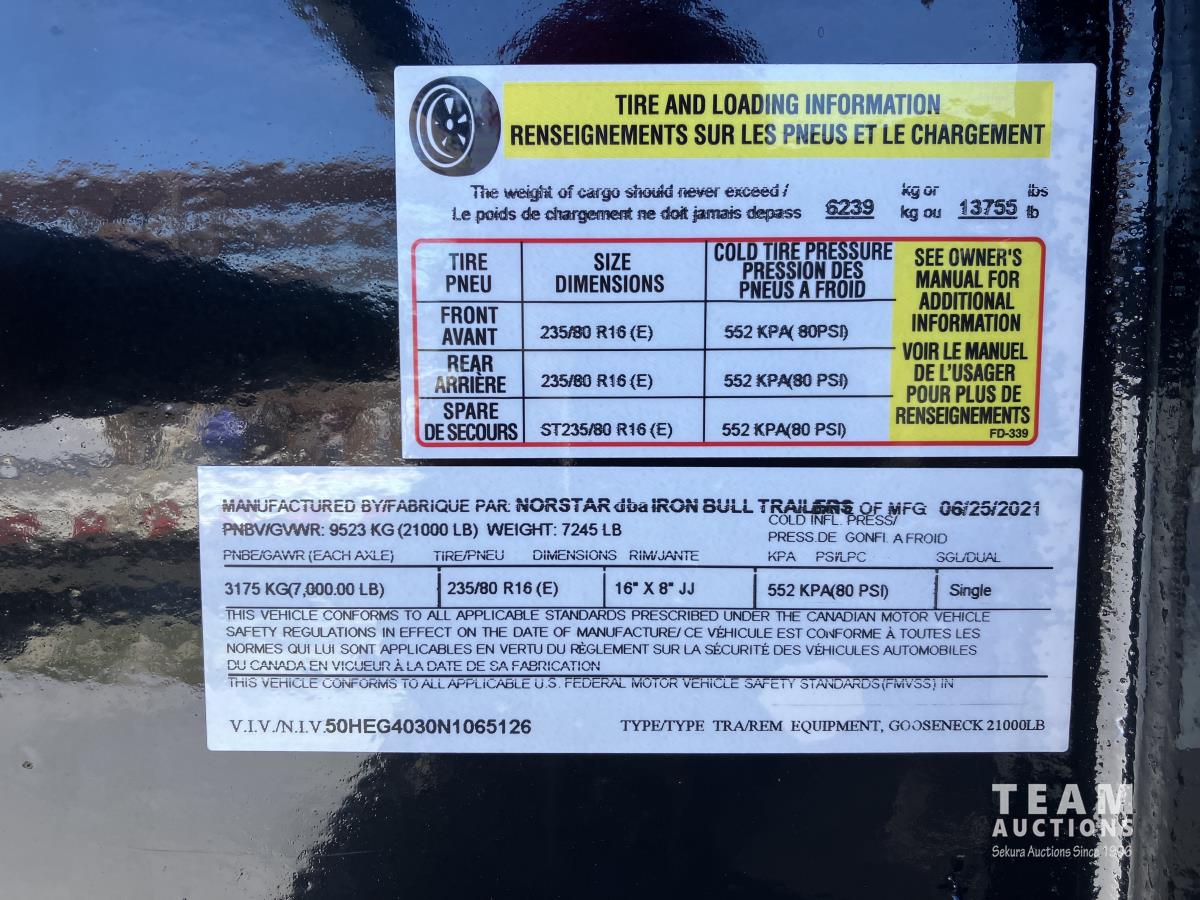 TIRE AND LOADING INFORMATION
RENSEIGNEMENTS SUR LES PNEUS ET LE CHARGEMENT
The weight of cargo should never exceed / kg or lbs
Le poids de chargement ne doit jamais depass 6239 kg ou 13755 lb
TIRE PNEU
SIZE DIMENSIONS
COLD TIRE PRESSURE
PRESSION DES
PNEUS A FROID
FRONT AVANT
235/80 R16 (E)
552 KPA( 80PSI)
REAR ARRIÈRE
235/80 R16 (E)
552 KPA(80 PSI)
SPARE DE SECOURS
ST235/80 R16 (E)
552 KPA(80 PSI)
SEE OWNER'S
MANUAL FOR
ADDITIONAL
INFORMATION
VOIR LE MANUEL
DE L'USAGER
POUR PLUS DE
RENSEIGNEMENTS
FD-339
MANUFACTURED BY/FABRIQUE PAR: NORSTAR dba IRON BULL TRAILERS OF MFG 06/25/2021
PNBV/GVWR: 9523 KG (21000 LB) WEIGHT: 7245 LB
COLD INFL. PRESS/
PRESS.DE GONFL A FROID
PNBE/GAWR (EACH AXLE) TIRE/PNEU DIMENSIONS RIM/JANTE KPA PSI/LPC SGL/DUAL
3175 KG(7,000.00 LB) 235/80 R16 (E) 16" X 8" JJ 552 KPA(80 PSI) Single
THIS VEHICLE CONFORMS TO ALL APPLICABLE STANDARDS PRESCRIBED UNDER THE CANADIAN MOTOR VEHICLE
SAFETY REGULATIONS IN EFFECT ON THE DATE OF MANUFACTURE/ CE VÉHICULE EST CONFORME À TOUTES LES
NORMES QUI LUI SONT APPLICABLES EN VERTU DU RÈGLEMENT SUR LA SÉCURITÉ DES VÉHICULES AUTOMOBILES
DU CANADA EN VIGUEUR À LA DATE DE SA FABRICATION
THIS VEHICLE CONFORMS TO ALL APPLICABLE U.S. FEDERAL MOTOR VEHICLE SAFETY STANDARDS (FMVSS) IN
V.I.V./N.I.V.50HEG4030N1065126 TYPE/TYPE TRA/REM EQUIPMENT, GOOSENECK 21000LB
TEAM
AUCTIONS
Sekura Auctions Since 1966